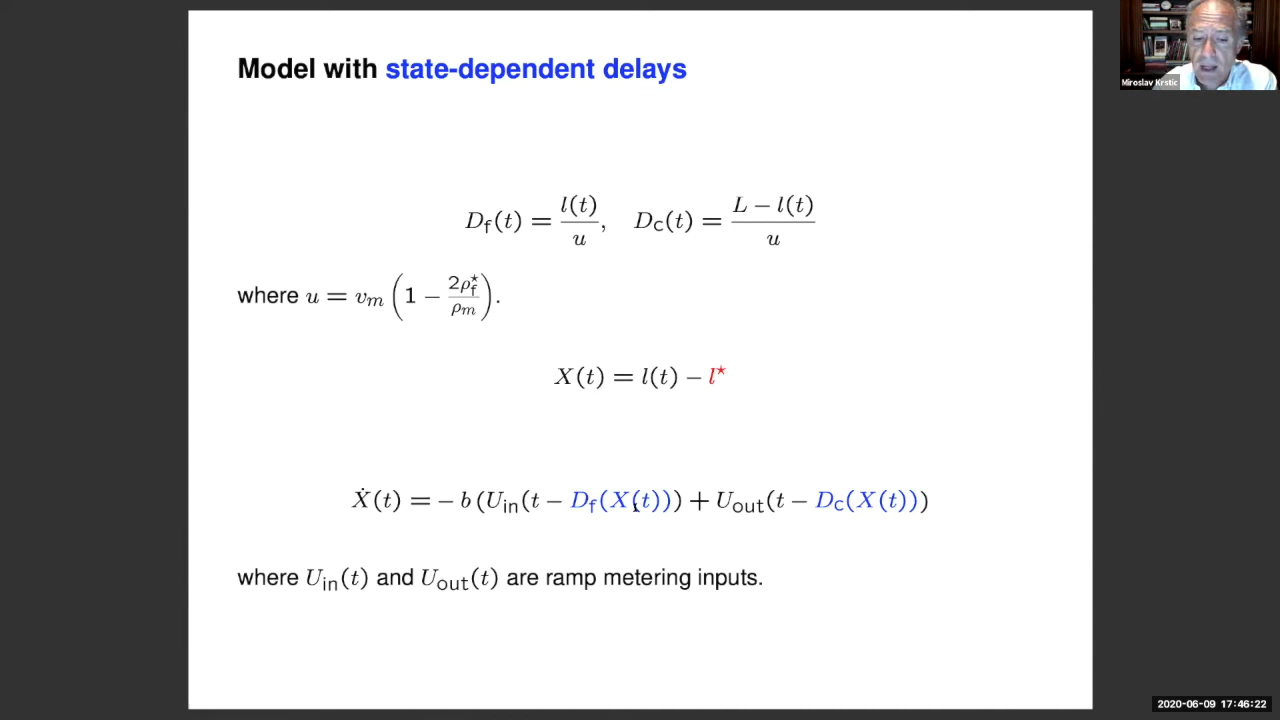 Model with state-dependent delays
Miroslav Krstic
D_f(t) = l(t)/u, D_c(t) = (L − l(t))/u
where u = v_m (1 − 2ρ_f^⋆/ρ_m).
X(t) = l(t) − l^⋆
Ẋ(t) = − b (U_in(t − D_f(X(t))) + U_out(t − D_c(X(t)))
where U_in(t) and U_out(t) are ramp metering inputs.
2020-06-09 17:46:22